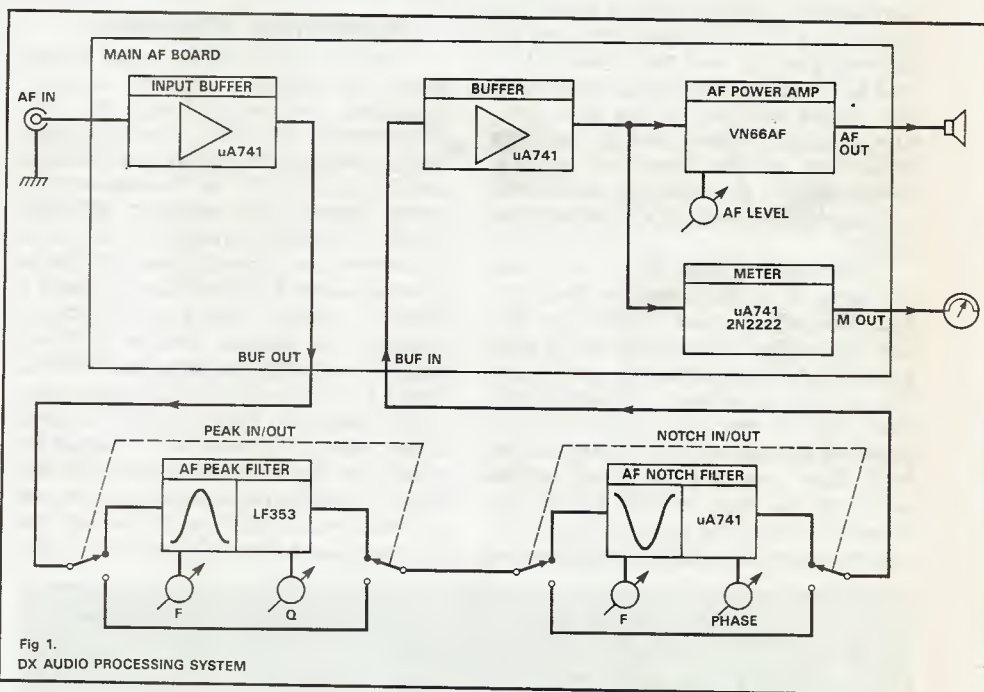 MAIN AF BOARD
AF IN
INPUT BUFFER
uA741
BUFFER
uA741
AF POWER AMP
VN66AF
AF
OUT
AF LEVEL
METER
uA741
2N2222
M OUT
BUF OUT
BUF IN
PEAK IN/OUT
NOTCH IN/OUT
AF PEAK FILTER
LF353
F
Q
AF NOTCH FILTER
uA741
F
PHASE
Fig 1.
DX AUDIO PROCESSING SYSTEM